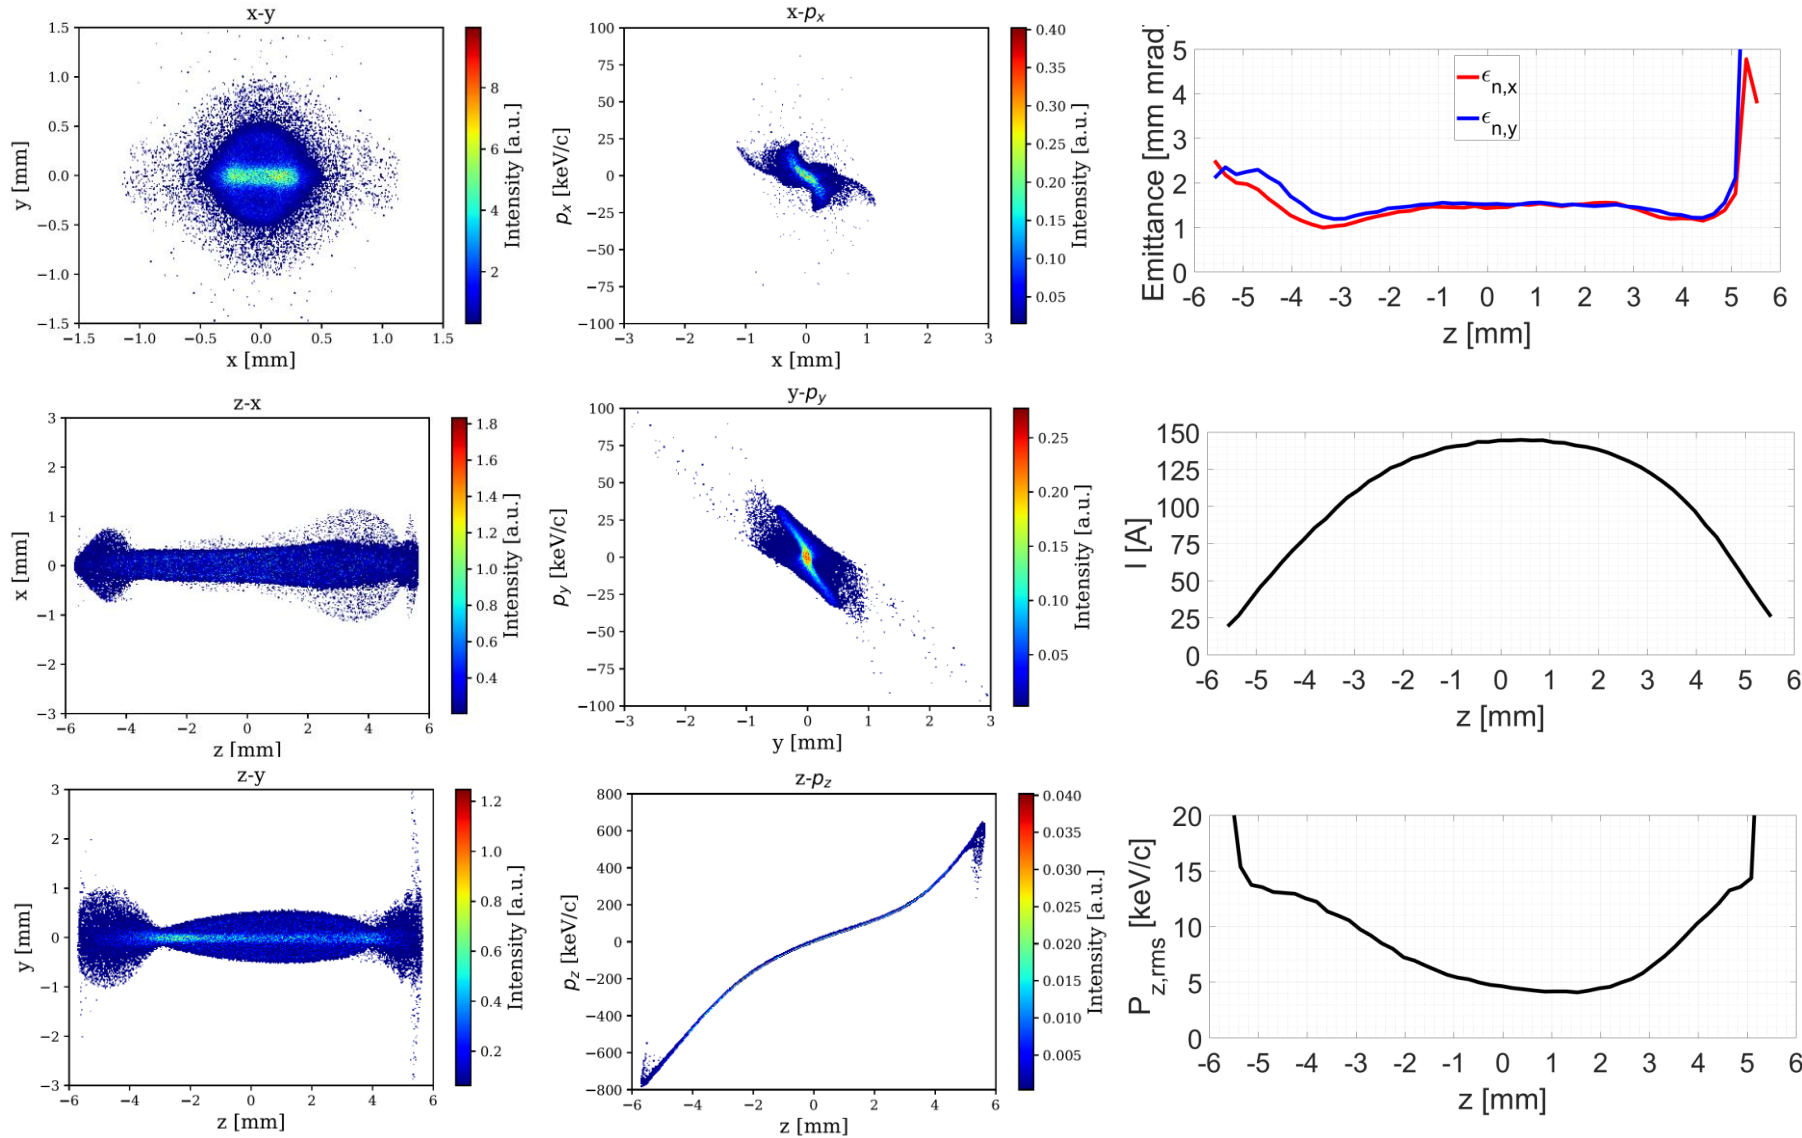 x-y
1.5
1.0
0.5
0.0
−0.5
−1.0
−1.5
y [mm]
−1.5 −1.0 −0.5 0.0 0.5 1.0 1.5
x [mm]
8
6
4
2
Intensity [a.u.]
x-pₓ
100
75
50
25
0
−25
−50
−75
−100
pₓ [keV/c]
−3 −2 −1 0 1 2 3
x [mm]
0.40
0.35
0.30
0.25
0.20
0.15
0.10
0.05
Intensity [a.u.]
5
4
3
2
1
0
Emittance [mm mrad]
ϵn,x
ϵn,y
-6 -5 -4 -3 -2 -1 0 1 2 3 4 5 6
z [mm]
z-x
3
2
1
0
−1
−2
−3
x [mm]
−6 −4 −2 0 2 4 6
z [mm]
1.8
1.6
1.4
1.2
1.0
0.8
0.6
0.4
Intensity [a.u.]
y-py
100
75
50
25
0
−25
−50
−75
−100
py [keV/c]
−3 −2 −1 0 1 2 3
y [mm]
0.25
0.20
0.15
0.10
0.05
Intensity [a.u.]
150
125
100
75
50
25
0
I [A]
-6 -5 -4 -3 -2 -1 0 1 2 3 4 5 6
z [mm]
z-y
3
2
1
0
−1
−2
−3
y [mm]
−6 −4 −2 0 2 4 6
z [mm]
1.2
1.0
0.8
0.6
0.4
0.2
Intensity [a.u.]
z-pz
800
600
400
200
0
−200
−400
−600
−800
pz [keV/c]
−6 −4 −2 0 2 4 6
z [mm]
0.040
0.035
0.030
0.025
0.020
0.015
0.010
0.005
Intensity [a.u.]
20
15
10
5
0
P z,rms [keV/c]
-6 -5 -4 -3 -2 -1 0 1 2 3 4 5 6
z [mm]